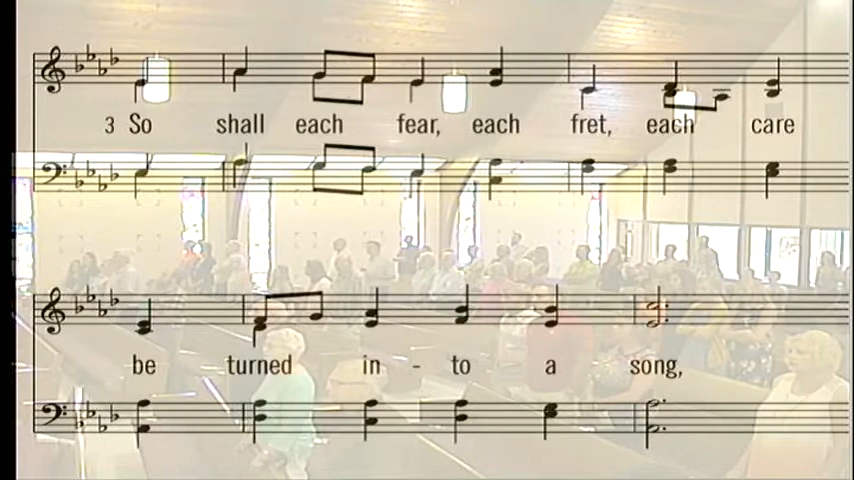 3 So shall each fear, each fret, each care
be turned in - to a song,